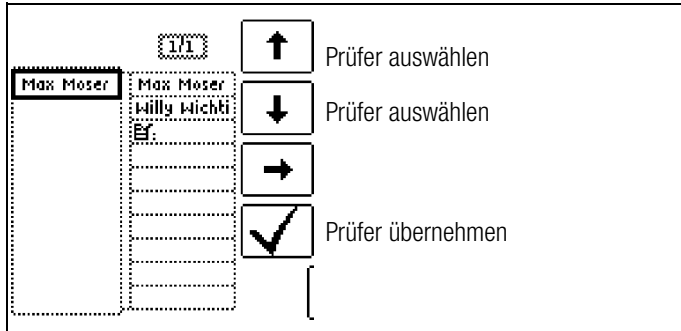 1/1
Prüfer auswählen
Max Moser
Max Moser
Willy Wichti
Prüfer auswählen
Prüfer übernehmen